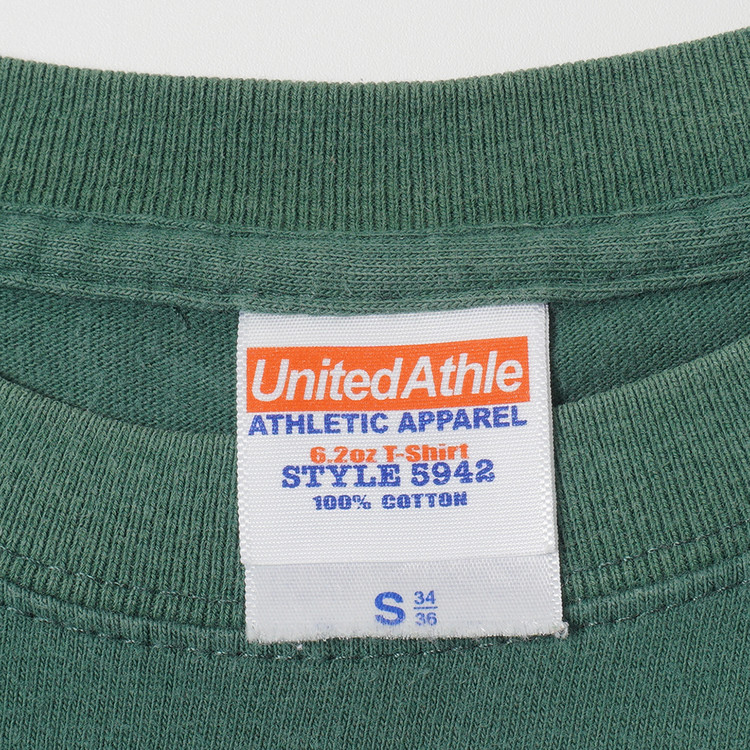 UnitedAthle
ATHLETIC APPAREL
6.2oz T-Shirt
STYLE 5942
100% COTTON
S 34/36